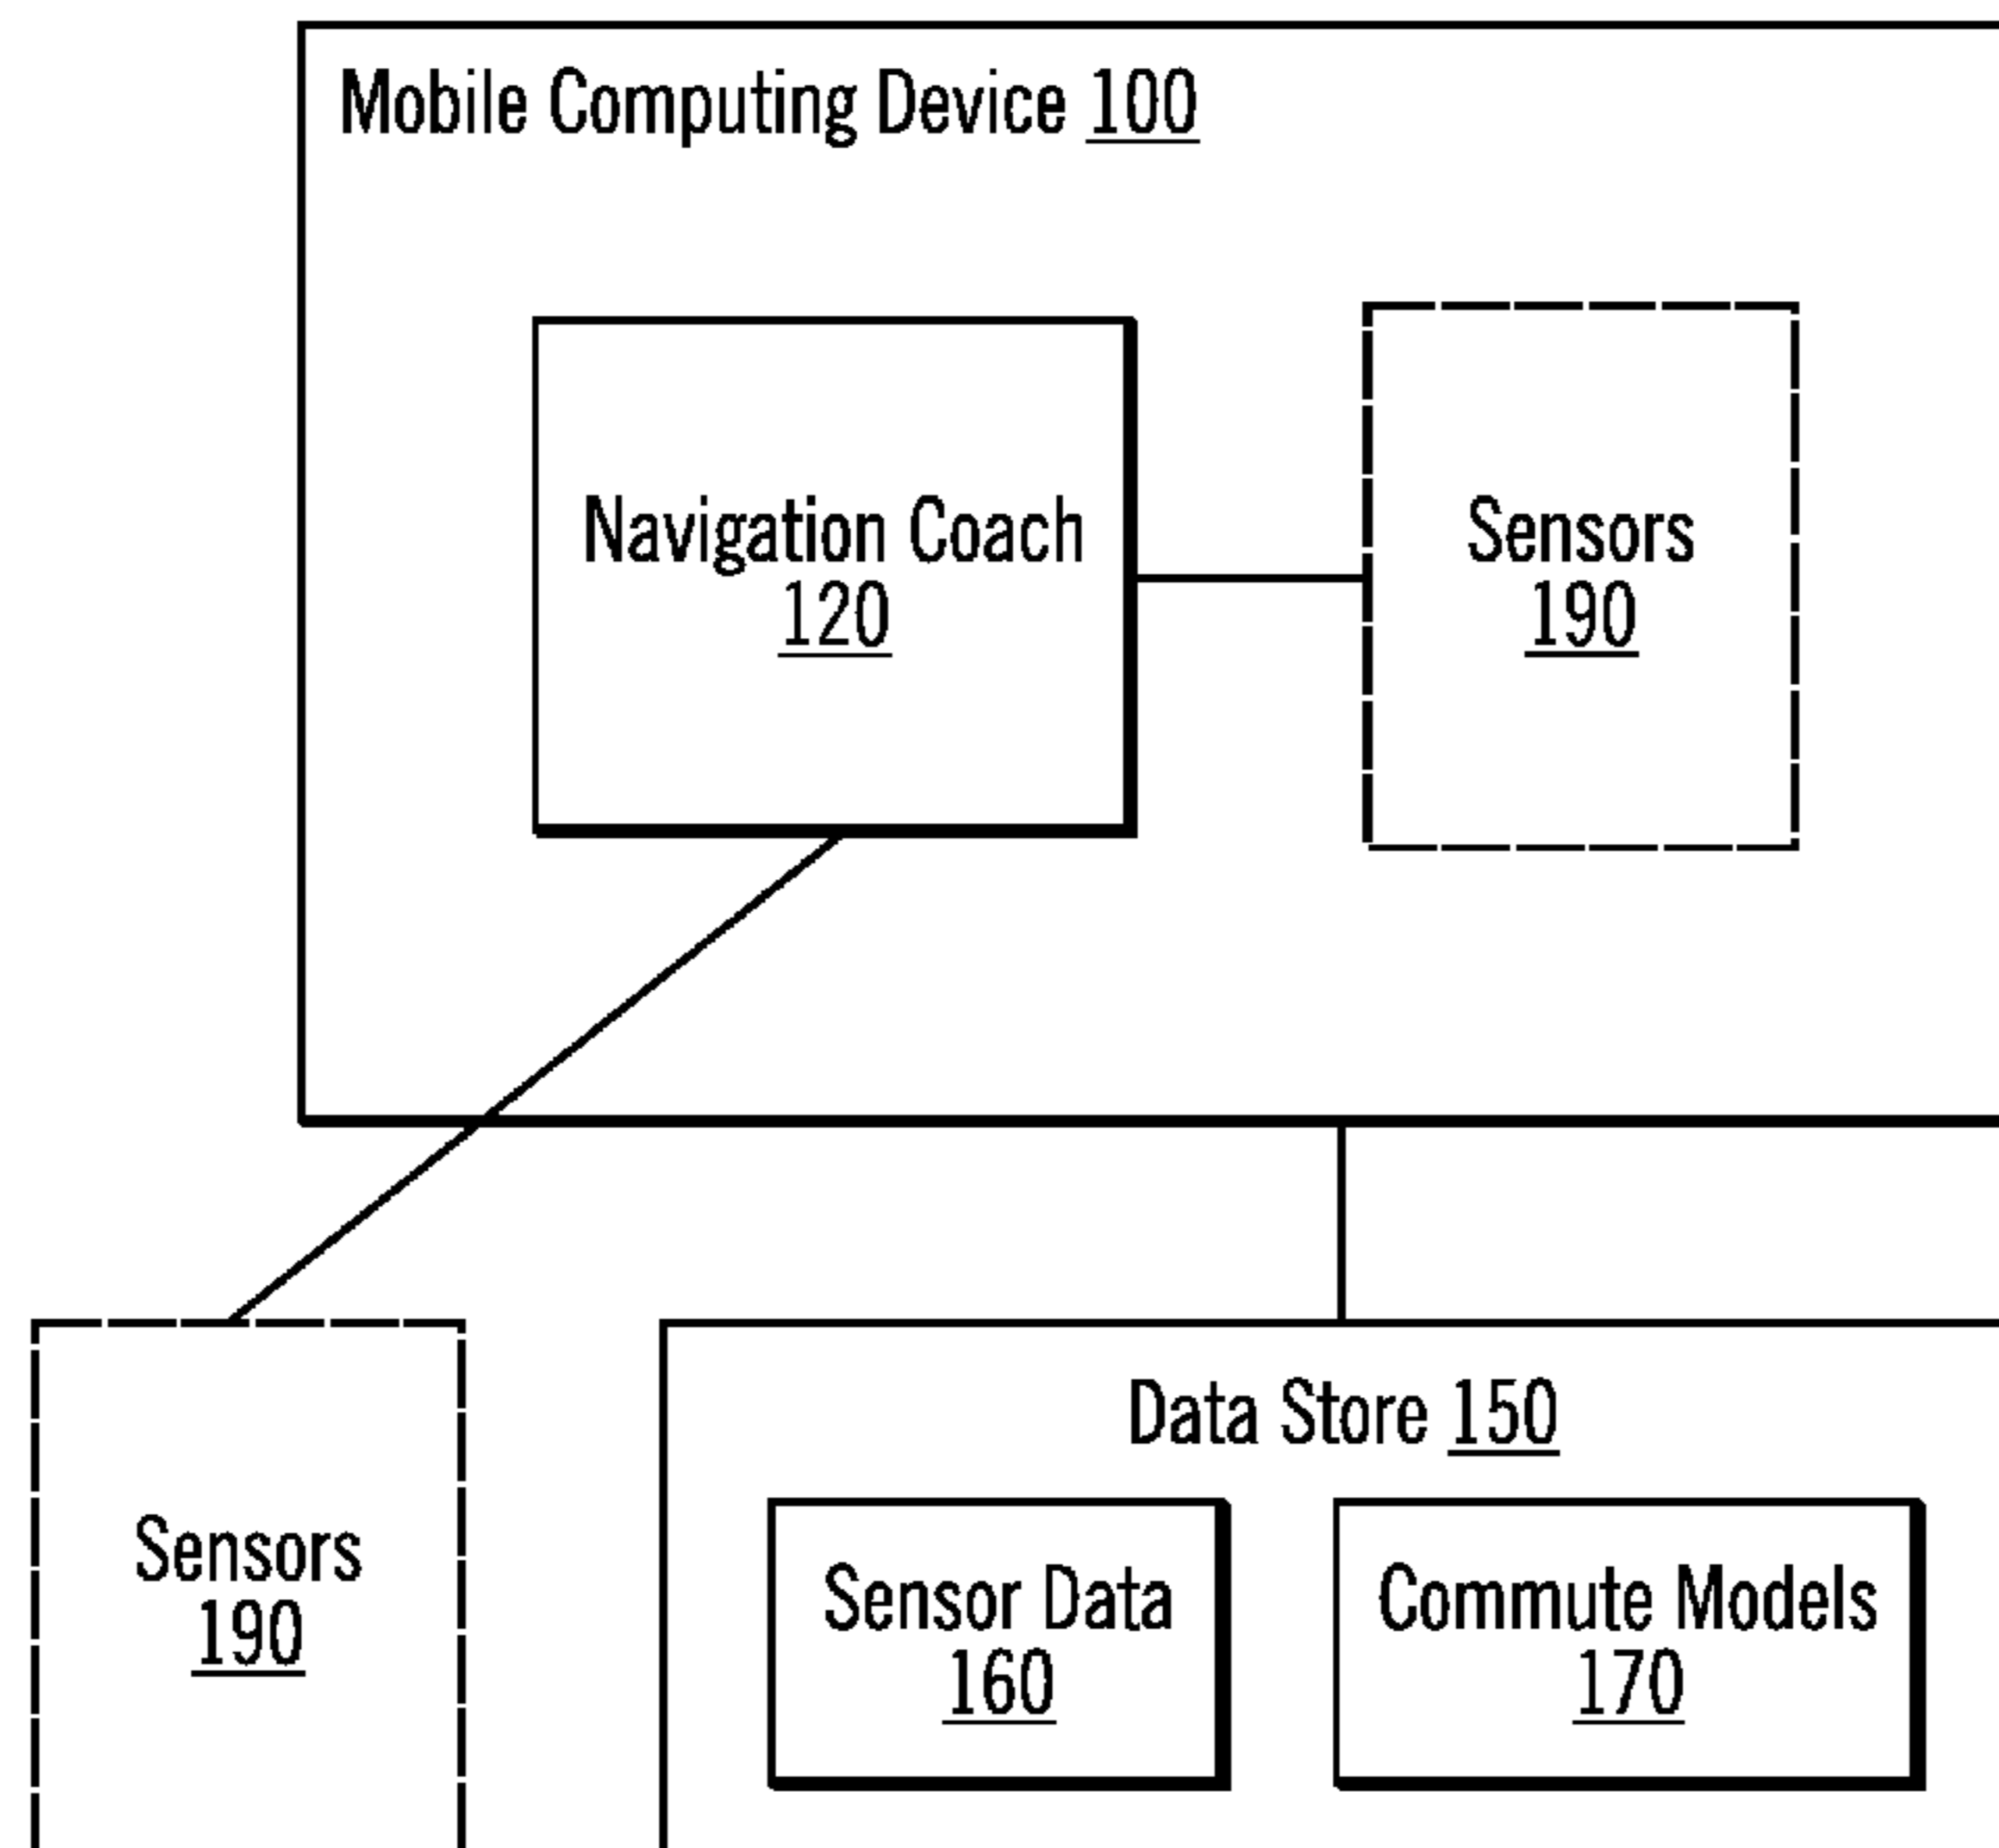 Mobile Computing Device 100
Navigation Coach
120
Sensors
190
Sensors
190
Data Store 150
Sensor Data
160
Commute Models
170